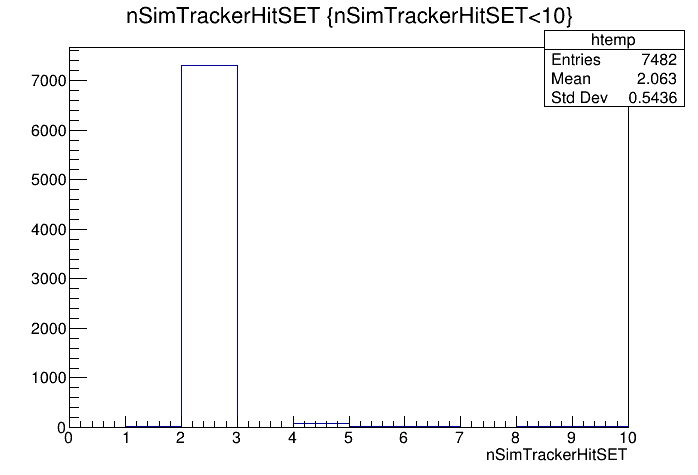 nSimTrackerHitSET {nSimTrackerHitSET<10}
htemp
Entries 7482
Mean 2.063
Std Dev 0.5436
7000
6000
5000
4000
3000
2000
1000
0
0 1 2 3 4 5 6 7 8 9 10
nSimTrackerHitSET